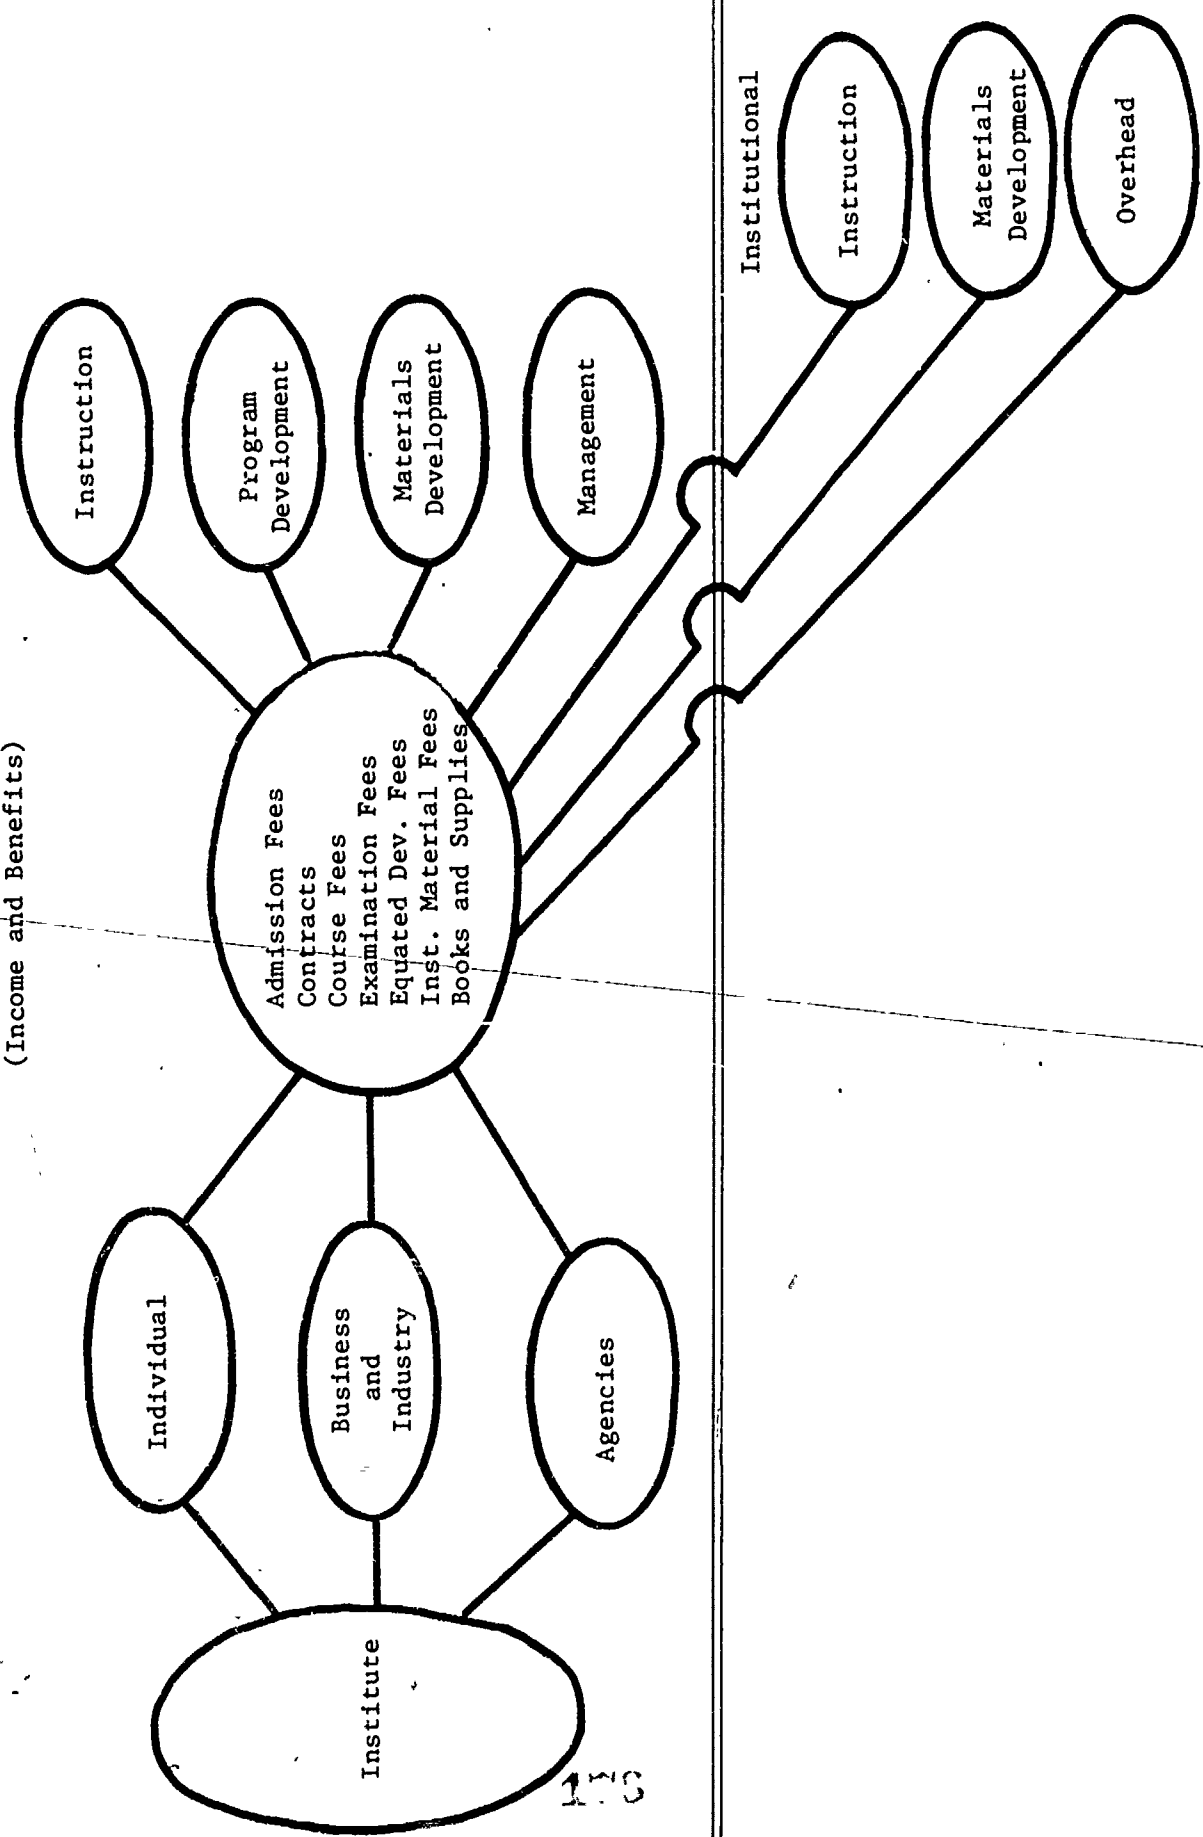 (Income and Benefits)
Institute
Individual
Business
and
Industry
Agencies
Admission Fees
Contracts
Course Fees
Examination Fees
Equated Dev. Fees
Inst. Material Fees
Books and Supplies
Instruction
Program
Development
Materials
Development
Management
Institutional
Instruction
Materials
Development
Overhead